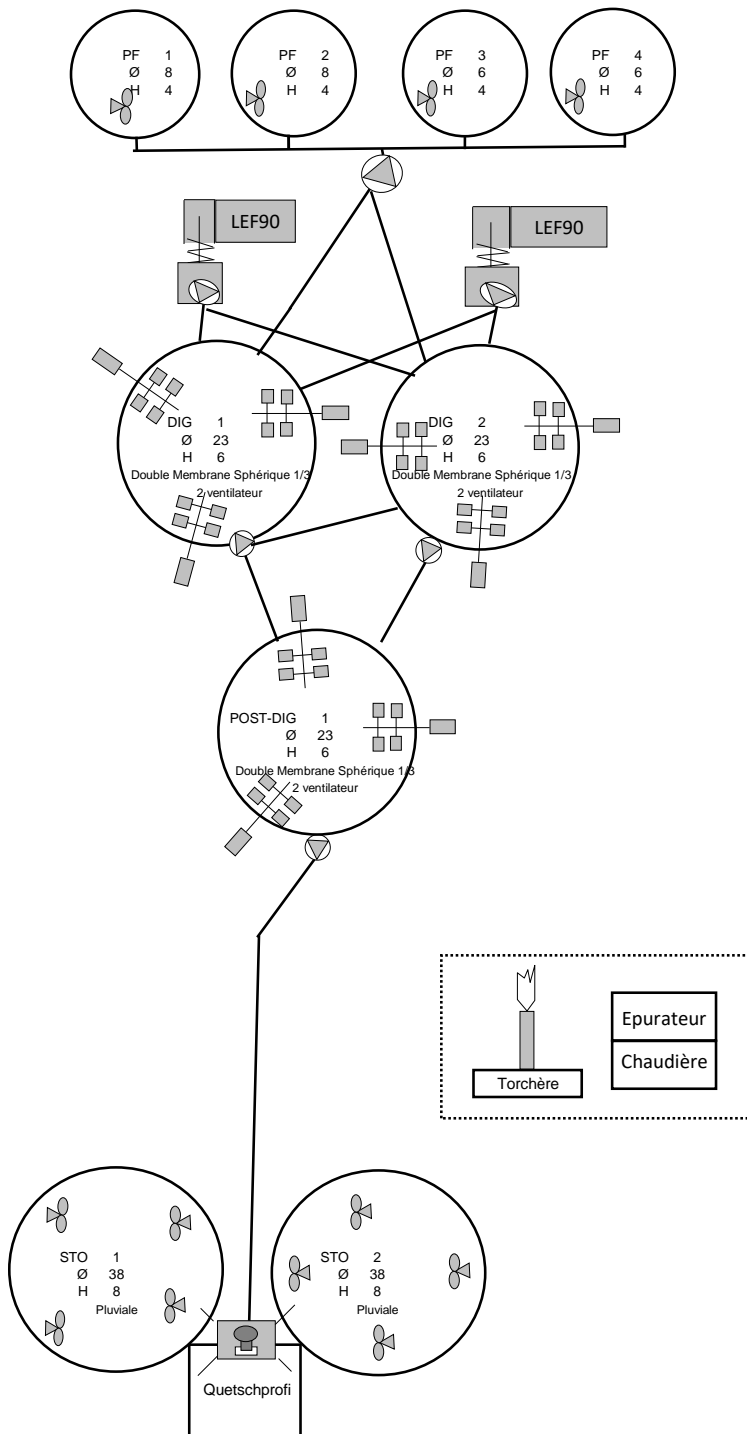 PF 1
Ø 8
H 4
PF 2
Ø 8
H 4
PF 3
Ø 6
H 4
PF 4
Ø 6
H 4
LEF90
LEF90
DIG 1
Ø 23
H 6
Double Membrane Sphérique 1/3
2 ventilateur
DIG 2
Ø 23
H 6
Double Membrane Sphérique 1/3
2 ventilateur
POST-DIG 1
Ø 23
H 6
Double Membrane Sphérique 1/3
2 ventilateur
Torchère
Epurateur
Chaudière
STO 1
Ø 38
H 8
Pluviale
STO 2
Ø 38
H 8
Pluviale
Quetschprofi